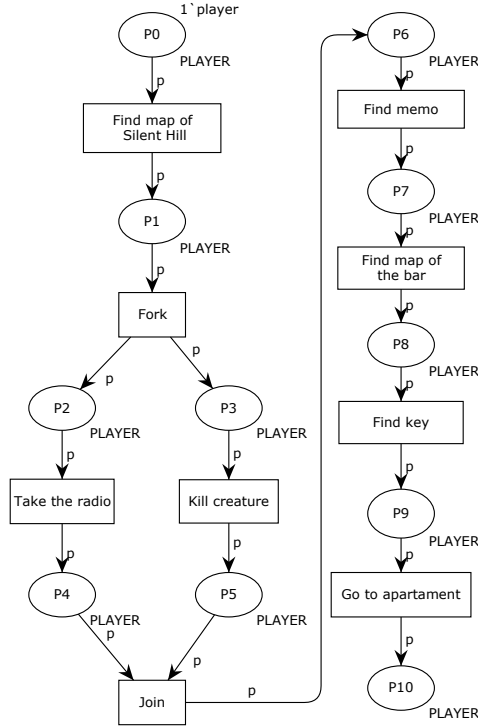 1`player
P0
PLAYER
p
Find map of
Silent Hill
p
P1
PLAYER
p
Fork
p
p
P2
PLAYER
P3
PLAYER
p
p
Take the radio
Kill creature
p
p
P4
PLAYER
P5
PLAYER
p
p
Join
p
P6
PLAYER
p
Find memo
p
P7
PLAYER
p
Find map of
the bar
p
P8
PLAYER
p
Find key
p
P9
PLAYER
p
Go to apartament
p
P10
PLAYER